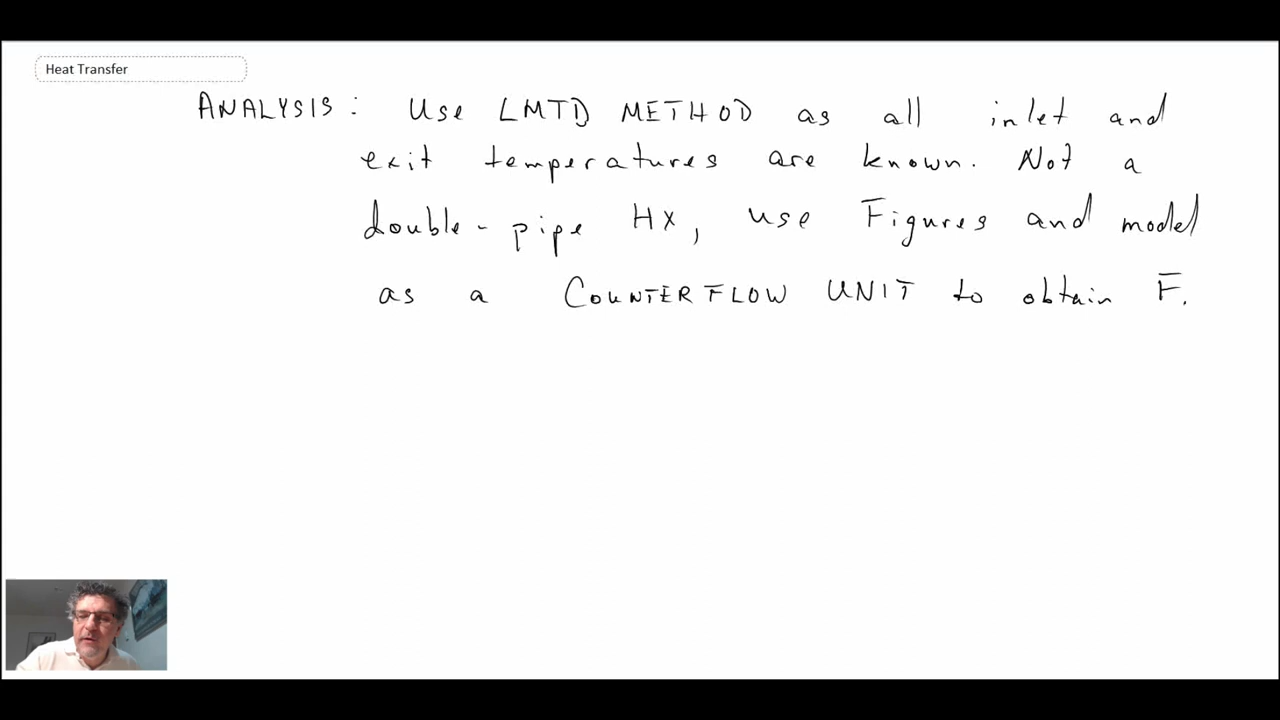 Heat Transfer
ANALYSIS: Use LMTD METHOD as all inlet and
exit temperatures are known. Not a
double-pipe HX, use Figures and model
as a COUNTERFLOW UNIT to obtain F.